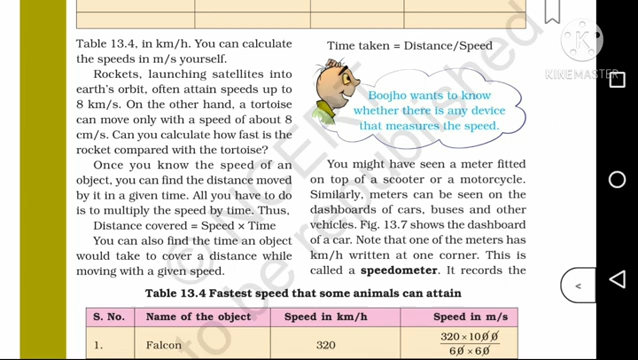 Table 13.4, in km/h. You can calculate
the speeds in m/s yourself.
Rockets, launching satellites into
earth's orbit, often attain speeds up to
8 km/s. On the other hand, a tortoise
can move only with a speed of about 8
cm/s. Can you calculate how fast is the
rocket compared with the tortoise?
Once you know the speed of an
object, you can find the distance moved
by it in a given time. All you have to do
is to multiply the speed by time. Thus,
Distance covered = Speed × Time
You can also find the time an object
would take to cover a distance while
moving with a given speed.
Time taken = Distance/Speed
Boojho wants to know
whether there is any device
that measures the speed.
You might have seen a meter fitted
on top of a scooter or a motorcycle.
Similarly, meters can be seen on the
dashboards of cars, buses and other
vehicles. Fig. 13.7 shows the dashboard
of a car. Note that one of the meters has
km/h written at one corner. This is
called a speedometer. It records the
Table 13.4 Fastest speed that some animals can attain
S. No. Name of the object Speed in km/h Speed in m/s
1. Falcon 320 320 × 1000 / 60 × 60
© NCERT
to be republished
KINEMASTER